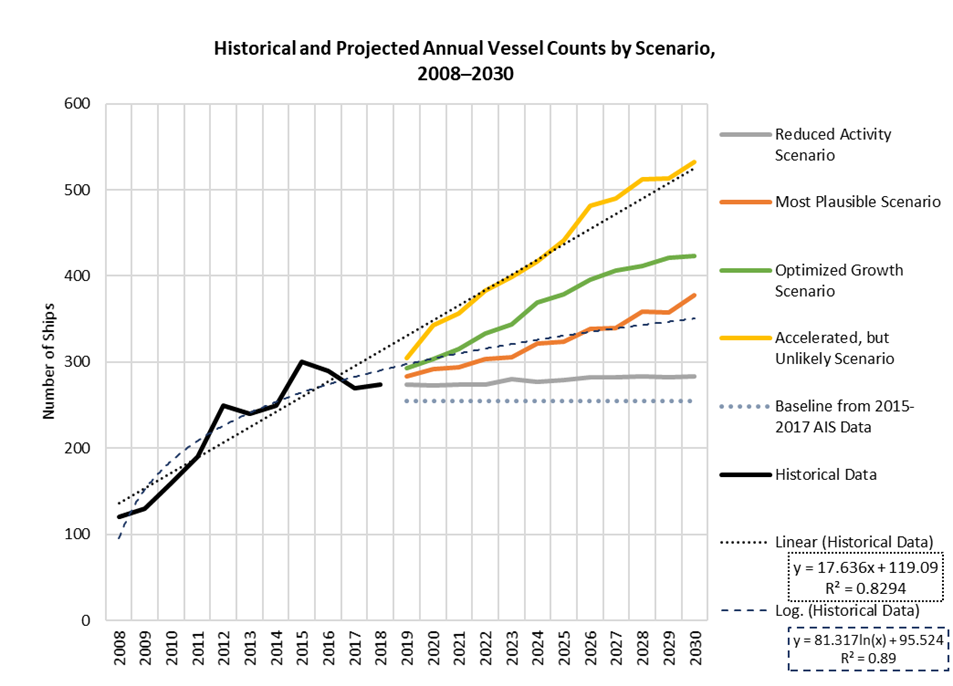 Historical and Projected Annual Vessel Counts by Scenario,
2008–2030
600
500
400
300
200
100
0
Number of Ships
2008
2009
2010
2011
2012
2013
2014
2015
2016
2017
2018
2019
2020
2021
2022
2023
2024
2025
2026
2027
2028
2029
2030
Reduced Activity
Scenario
Most Plausible Scenario
Optimized Growth
Scenario
Accelerated, but
Unlikely Scenario
Baseline from 2015-
2017 AIS Data
Historical Data
Linear (Historical Data)
y = 17.636x + 119.09
R² = 0.8294
Log. (Historical Data)
y = 81.317ln(x) + 95.524
R² = 0.89